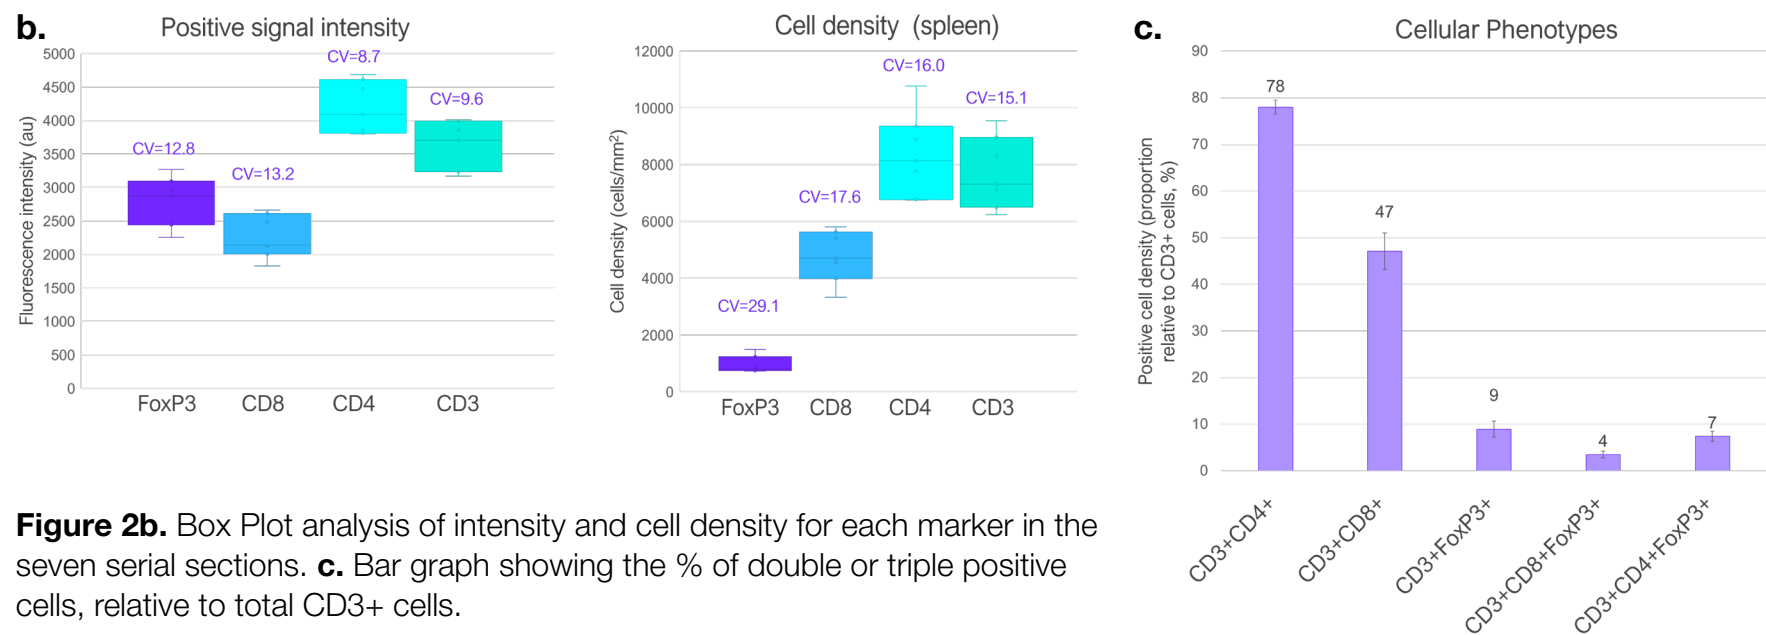 b.
Positive signal intensity
5000
4500
4000
3500
3000
2500
2000
1500
1000
500
0
Fluorescence intensity (au)
CV=12.8
CV=13.2
CV=8.7
CV=9.6
FoxP3 CD8 CD4 CD3
Cell density (spleen)
12000
10000
8000
6000
4000
2000
0
Cell density (cells/mm²)
CV=29.1
CV=17.6
CV=16.0
CV=15.1
FoxP3 CD8 CD4 CD3
c.
Cellular Phenotypes
90
80
70
60
50
40
30
20
10
0
Positive cell density (proportion
relative to CD3+ cells, %)
78
47
9
4
7
CD3+CD4+
CD3+CD8+
CD3+FoxP3+
CD3+CD8+FoxP3+
CD3+CD4+FoxP3+
Figure 2b. Box Plot analysis of intensity and cell density for each marker in the
seven serial sections. c. Bar graph showing the % of double or triple positive
cells, relative to total CD3+ cells.